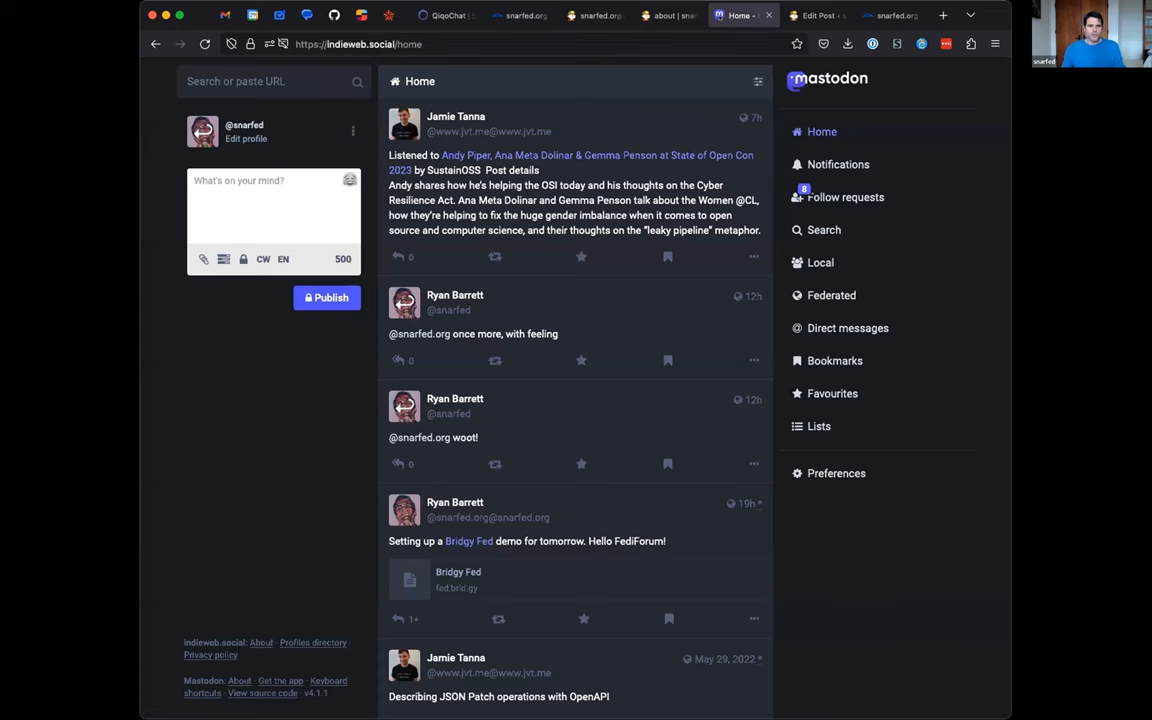 QiqoChat | S
snarfed.org
snarfed.org
about | snar
Home -
Edit Post ‹ s
snarfed.org
https://indieweb.social/home
snarfed
Search or paste URL
@snarfed
Edit profile
What's on your mind?
CW EN 500
Publish
Home
Jamie Tanna 7h
@www.jvt.me@www.jvt.me
Listened to Andy Piper, Ana Meta Dolinar & Gemma Penson at State of Open Con
2023 by SustainOSS Post details
Andy shares how he's helping the OSI today and his thoughts on the Cyber
Resilience Act. Ana Meta Dolinar and Gemma Penson talk about the Women @CL,
how they're helping to fix the huge gender imbalance when it comes to open
source and computer science, and their thoughts on the "leaky pipeline" metaphor.
0
Ryan Barrett 12h
@snarfed
@snarfed.org once more, with feeling
0
Ryan Barrett 12h
@snarfed
@snarfed.org woot!
0
Ryan Barrett 19h *
@snarfed.org@snarfed.org
Setting up a Bridgy Fed demo for tomorrow. Hello FediForum!
Bridgy Fed
fed.brid.gy
1+
Jamie Tanna May 29, 2022 *
@www.jvt.me@www.jvt.me
Describing JSON Patch operations with OpenAPI
mastodon
Home
Notifications
8
Follow requests
Search
Local
Federated
Direct messages
Bookmarks
Favourites
Lists
Preferences
indieweb.social: About · Profiles directory ·
Privacy policy
Mastodon: About · Get the app · Keyboard
shortcuts · View source code · v4.1.1